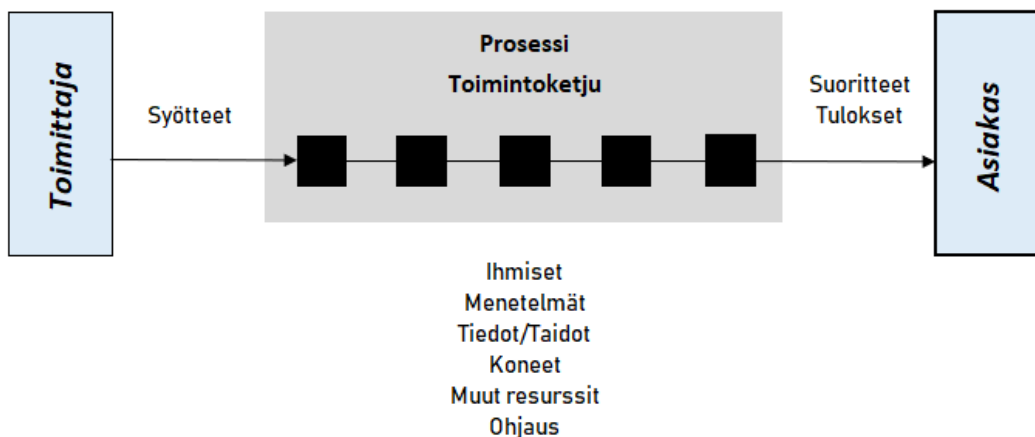 Toimittaja
Syötteet
Prosessi
Toimintoketju
Suoritteet
Tulokset
Asiakas
Ihmiset
Menetelmät
Tiedot/Taidot
Koneet
Muut resurssit
Ohjaus